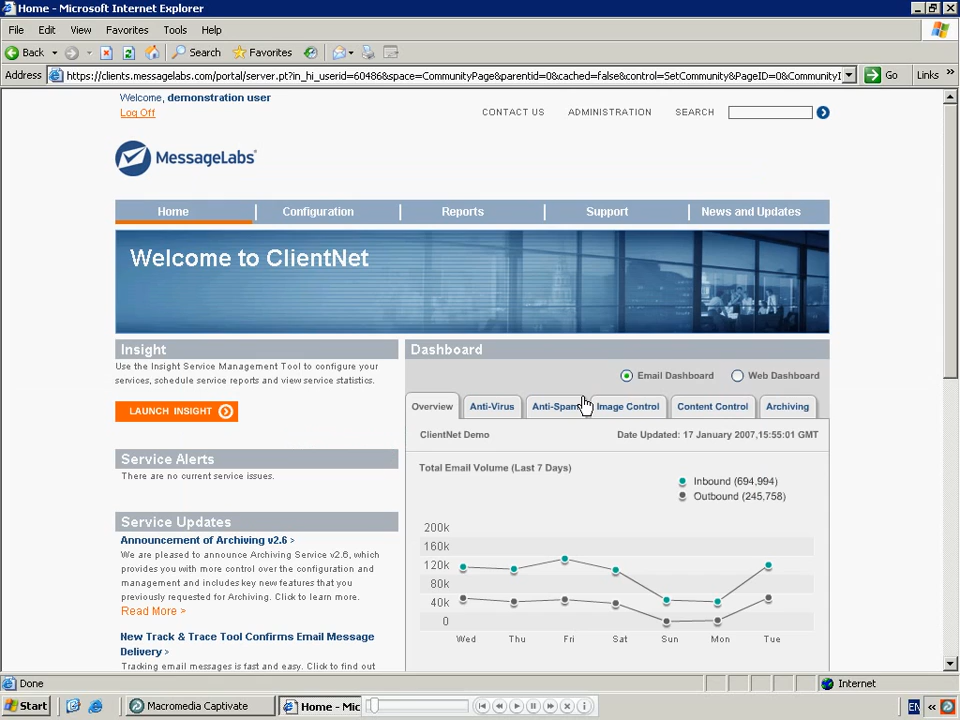 Home - Microsoft Internet Explorer
File Edit View Favorites Tools Help
Back Search Favorites
Address https://clients.messagelabs.com/portal/server.pt?in_hi_userid=60486&space=CommunityPage&parentid=0&cached=false&control=SetCommunity&PageID=0&CommunityI Go Links »
Welcome, demonstration user
Log Off
CONTACT US ADMINISTRATION SEARCH
MessageLabs
Home Configuration Reports Support News and Updates
Welcome to ClientNet
Insight
Use the Insight Service Management Tool to configure your
services, schedule service reports and view service statistics.
LAUNCH INSIGHT
Service Alerts
There are no current service issues.
Service Updates
Announcement of Archiving v2.6 >
We are pleased to announce Archiving Service v2.6, which
provides you with more control over the configuration and
management and includes key new features that you
previously requested for Archiving. Click to learn more.
Read More >
New Track & Trace Tool Confirms Email Message
Delivery >
Tracking email messages is fast and easy. Click to find out
Dashboard
Email Dashboard Web Dashboard
Overview Anti-Virus Anti-Spam Image Control Content Control Archiving
ClientNet Demo Date Updated: 17 January 2007,15:55:01 GMT
Total Email Volume (Last 7 Days)
Inbound (694,994)
Outbound (245,758)
200k
160k
120k
80k
40k
0
Wed Thu Fri Sat Sun Mon Tue
Done Internet
Start Macromedia Captivate Home - Mic EN «